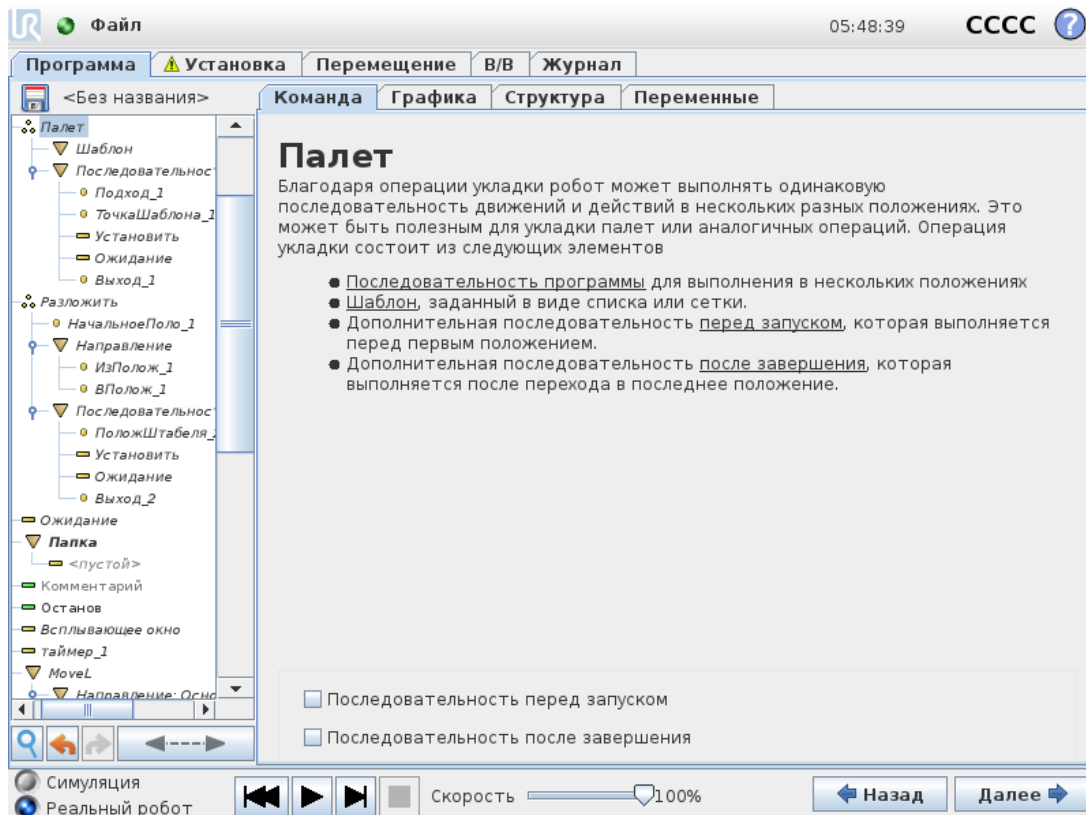 UR Файл 05:48:39 CCCC ?
Программа Установка Перемещение В/В Журнал
<Без названия> Команда Графика Структура Переменные
Палет
Шаблон
Последовательност
Подход_1
ТочкаШаблона_1
Установить
Ожидание
Выход_1
Разложить
НачальноеПоло_1
Направление
ИзПолож_1
ВПолож_1
Последовательност
ПоложШтабеля_2
Установить
Ожидание
Выход_2
Ожидание
Папка
<пустой>
Комментарий
Останов
Всплывающее окно
таймер_1
MoveL
Направление: Осно
Палет
Благодаря операции укладки робот может выполнять одинаковую
последовательность движений и действий в нескольких разных положениях. Это
может быть полезным для укладки палет или аналогичных операций. Операция
укладки состоит из следующих элементов
Последовательность программы для выполнения в нескольких положениях
Шаблон, заданный в виде списка или сетки.
Дополнительная последовательность перед запуском, которая выполняется
перед первым положением.
Дополнительная последовательность после завершения, которая
выполняется после перехода в последнее положение.
Последовательность перед запуском
Последовательность после завершения
Симуляция
Реальный робот
Скорость 100%
Назад Далее